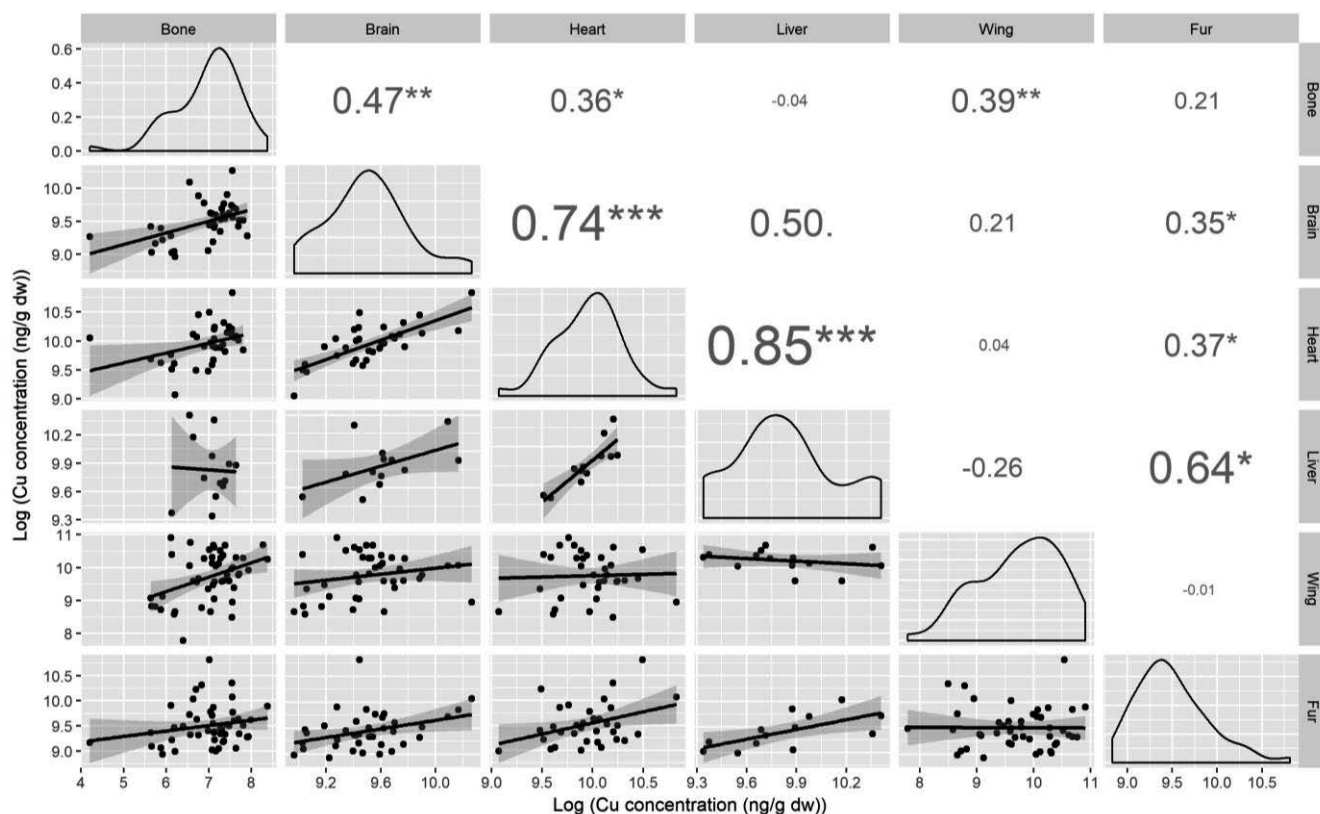 Bone Brain Heart Liver Wing Fur
0.6
0.4
0.2
0.0
0.47** 0.36* -0.04 0.39** 0.21
Bone
10.0
9.5
9.0
0.74*** 0.50. 0.21 0.35*
Brain
10.5
10.0
9.5
9.0
0.85*** 0.04 0.37*
Heart
10.2
9.9
9.6
9.3
-0.26 0.64*
Liver
11
10
9
8
-0.01
Wing
10.5
10.0
9.5
9.0
Fur
Log (Cu concentration (ng/g dw))
4 5 6 7 8 9.2 9.6 10.0 9.0 9.5 10.0 10.5 9.3 9.6 9.9 10.2 8 9 10 11 9.0 9.5 10.0 10.5
Log (Cu concentration (ng/g dw))